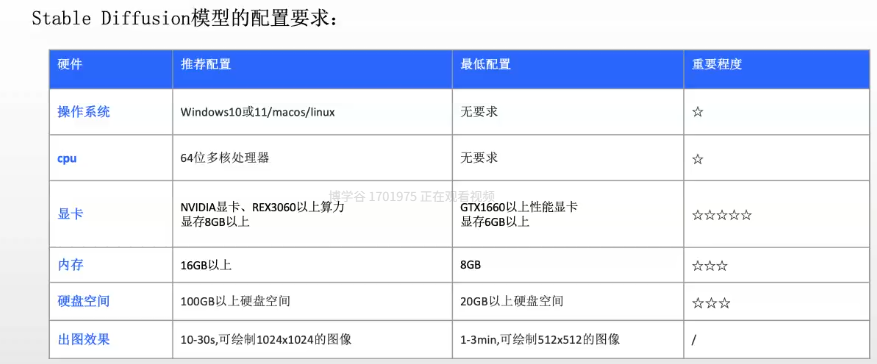 Stable Diffusion模型的配置要求:
硬件 推荐配置 最低配置 重要程度
操作系统 Windows10或11/macos/linux 无要求 ☆
cpu 64位多核处理器 无要求 ☆
博学谷 1701975 正在观看视频
显卡 NVIDIA显卡、REX3060以上算力 GTX1660以上性能显卡 ☆☆☆☆☆
显存8GB以上 显存6GB以上
内存 16GB以上 8GB ☆☆☆
硬盘空间 100GB以上硬盘空间 20GB以上硬盘空间 ☆☆☆
出图效果 10-30s,可绘制1024x1024的图像 1-3min,可绘制512x512的图像 /